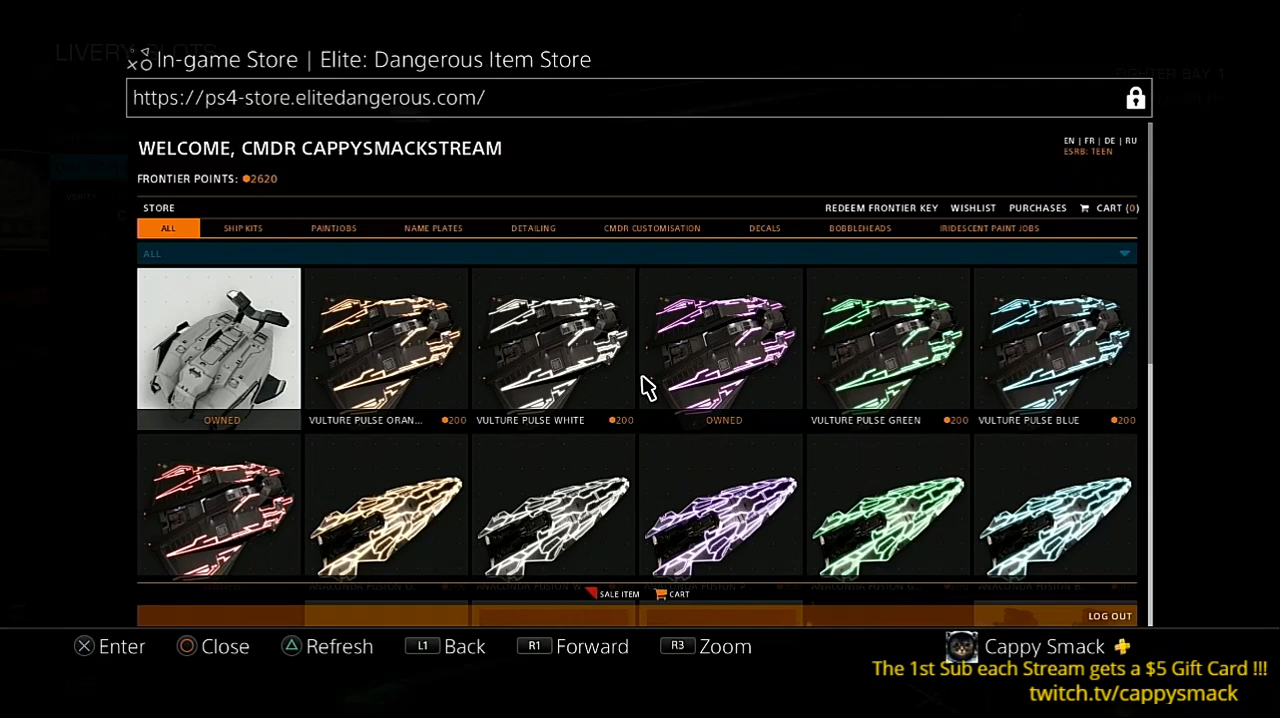 LIVERY SLOTS
In-game Store | Elite: Dangerous Item Store
https://ps4-store.elitedangerous.com/
WELCOME, CMDR CAPPYSMACKSTREAM
EN | FR | DE | RU
ESRB: TEEN
FRONTIER POINTS: 2620
STORE
REDEEM FRONTIER KEY WISHLIST PURCHASES CART (0)
ALL SHIP KITS PAINTJOBS NAME PLATES DETAILING CMDR CUSTOMISATION DECALS BOBBLEHEADS IRIDESCENT PAINT JOBS
ALL
OWNED VULTURE PULSE ORAN... 200 VULTURE PULSE WHITE 200 OWNED VULTURE PULSE GREEN 200 VULTURE PULSE BLUE 200
SALE ITEM CART
LOG OUT
Enter Close Refresh L1 Back R1 Forward R3 Zoom Cappy Smack
The 1st Sub each Stream gets a $5 Gift Card !!!
twitch.tv/cappysmack